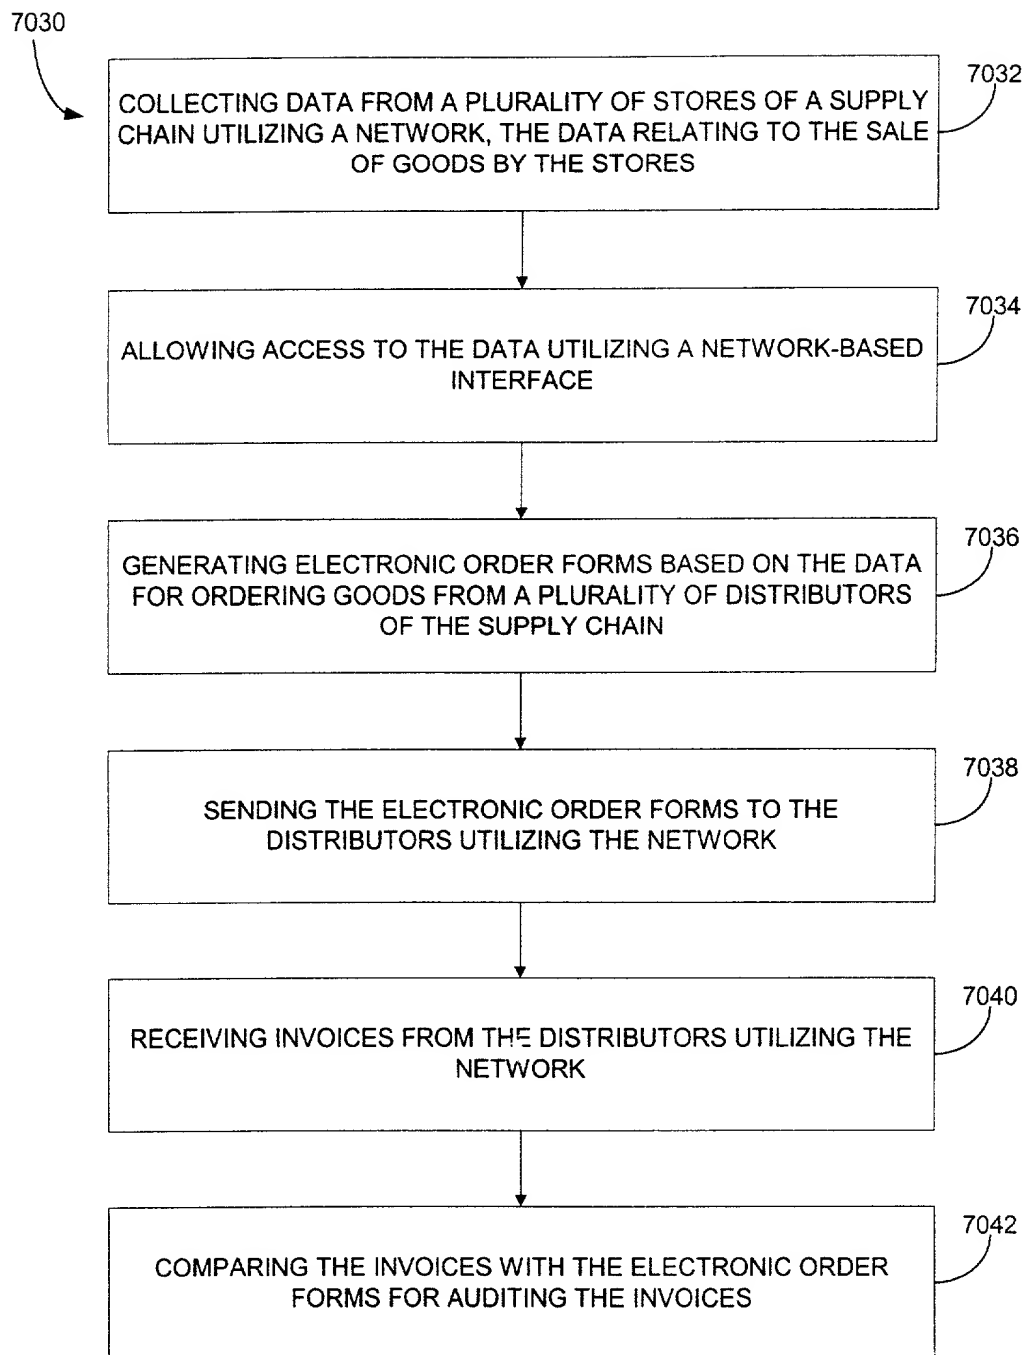 7030
7032
COLLECTING DATA FROM A PLURALITY OF STORES OF A SUPPLY
CHAIN UTILIZING A NETWORK, THE DATA RELATING TO THE SALE
OF GOODS BY THE STORES
7034
ALLOWING ACCESS TO THE DATA UTILIZING A NETWORK-BASED
INTERFACE
7036
GENERATING ELECTRONIC ORDER FORMS BASED ON THE DATA
FOR ORDERING GOODS FROM A PLURALITY OF DISTRIBUTORS
OF THE SUPPLY CHAIN
7038
SENDING THE ELECTRONIC ORDER FORMS TO THE
DISTRIBUTORS UTILIZING THE NETWORK
7040
RECEIVING INVOICES FROM THE DISTRIBUTORS UTILIZING THE
NETWORK
7042
COMPARING THE INVOICES WITH THE ELECTRONIC ORDER
FORMS FOR AUDITING THE INVOICES